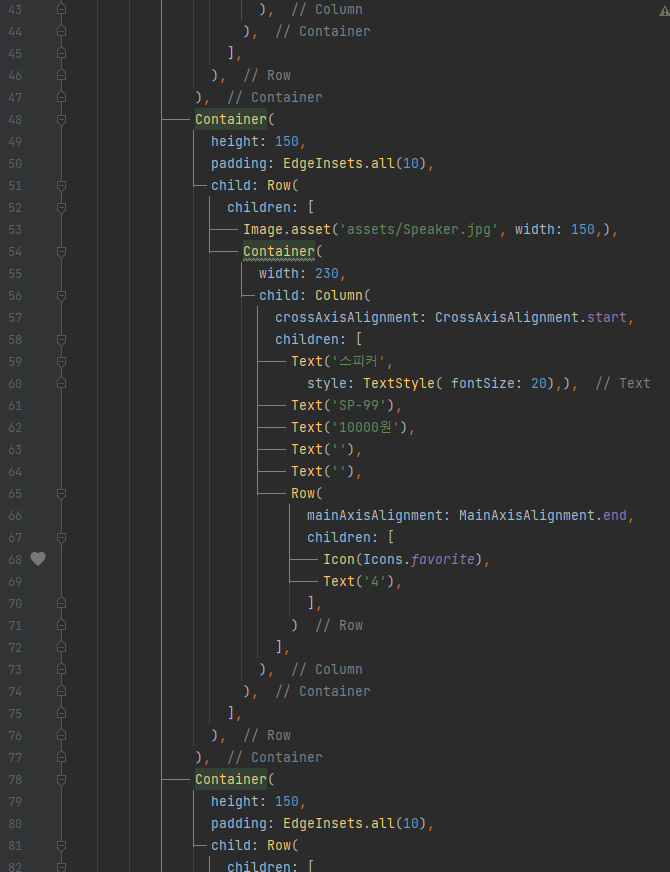 43 ), // Column
44 ), // Container
45 ],
46 ), // Row
47 ), // Container
48 Container(
49 height: 150,
50 padding: EdgeInsets.all(10),
51 child: Row(
52 children: [
53 Image.asset('assets/Speaker.jpg', width: 150,),
54 Container(
55 width: 230,
56 child: Column(
57 crossAxisAlignment: CrossAxisAlignment.start,
58 children: [
59 Text('스피커',
60 style: TextStyle( fontSize: 20),), // Text
61 Text('SP-99'),
62 Text('10000원'),
63 Text(''),
64 Text(''),
65 Row(
66 mainAxisAlignment: MainAxisAlignment.end,
67 children: [
68 Icon(Icons.favorite),
69 Text('4'),
70 ],
71 ) // Row
72 ],
73 ), // Column
74 ), // Container
75 ],
76 ), // Row
77 ), // Container
78 Container(
79 height: 150,
80 padding: EdgeInsets.all(10),
81 child: Row(
82 children: [